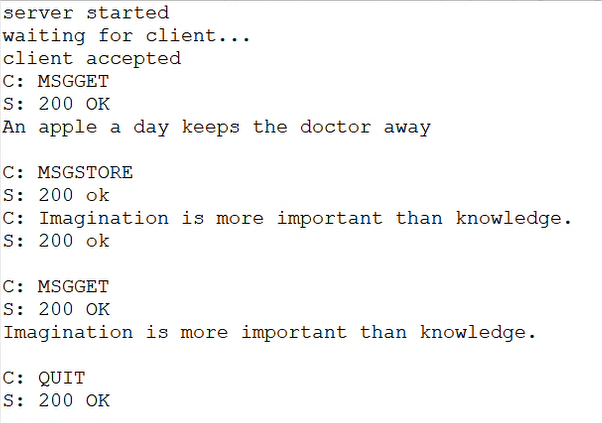 server started
waiting for client...
client accepted
C: MSGGET
S: 200 OK
An apple a day keeps the doctor away
C: MSGSTORE
S: 200 ok
C: Imagination is more important than knowledge.
S: 200 ok
C: MSGGET
S: 200 OK
Imagination is more important than knowledge.
C: QUIT
S: 200 OK